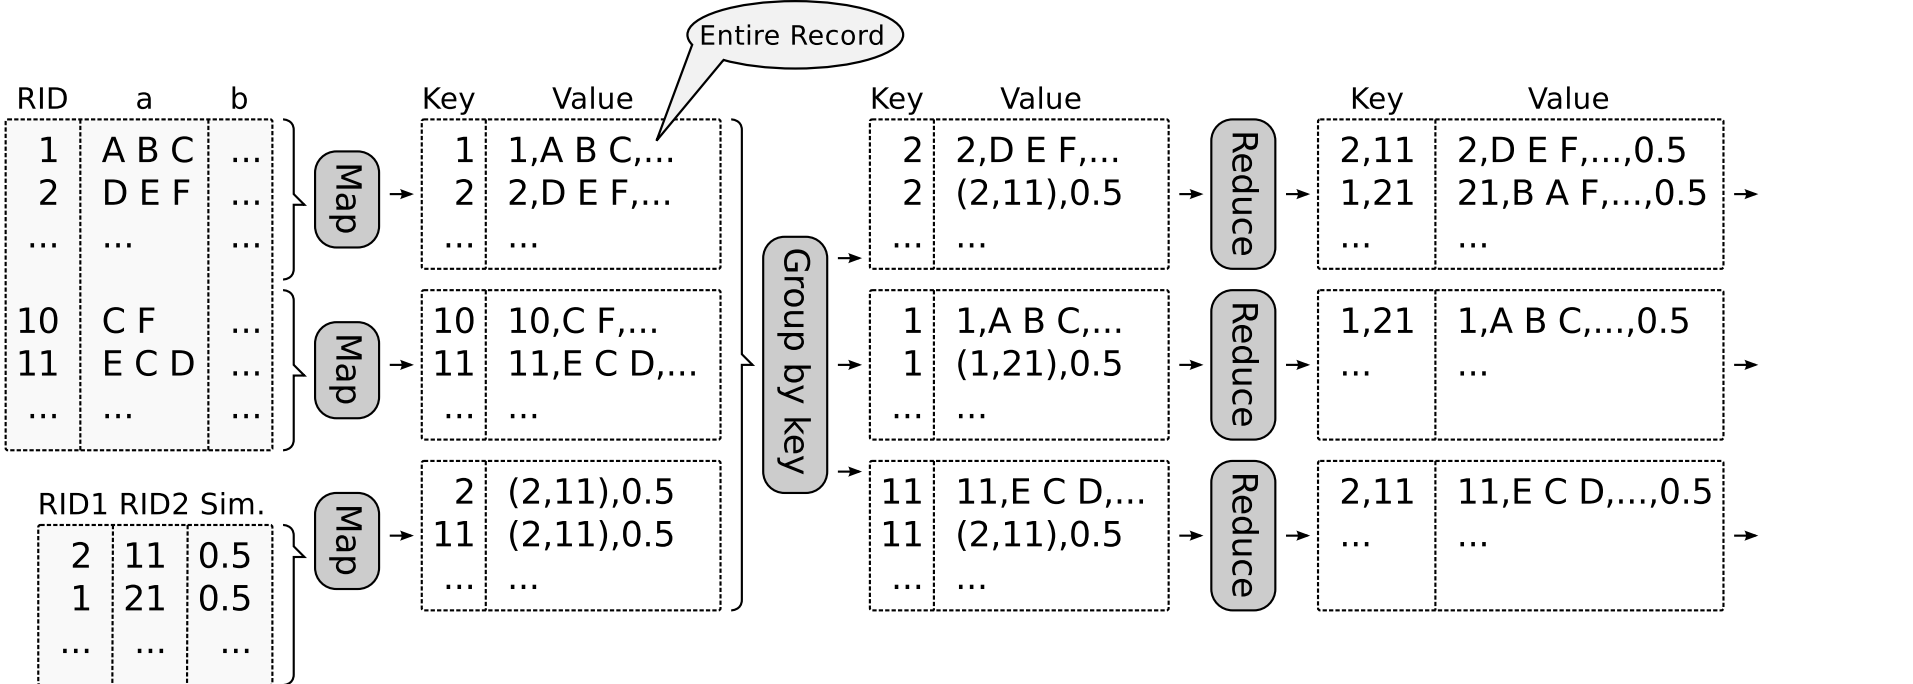 Entire Record
RID a b
1 A B C ...
2 D E F ...
... ... ...
10 C F ...
11 E C D ...
... ... ...
RID1 RID2 Sim.
2 11 0.5
1 21 0.5
... ... ...
Map
Map
Map
Key Value
1 1,A B C,...
2 2,D E F,...
... ...
10 10,C F,...
11 11,E C D,...
... ...
2 (2,11),0.5
11 (2,11),0.5
... ...
Group by key
Key Value
2 2,D E F,...
2 (2,11),0.5
... ...
1 1,A B C,...
1 (1,21),0.5
... ...
11 11,E C D,...
11 (2,11),0.5
... ...
Reduce
Reduce
Reduce
Key Value
2,11 2,D E F,...,0.5
1,21 21,B A F,...,0.5
... ...
1,21 1,A B C,...,0.5
... ...
2,11 11,E C D,...,0.5
... ...